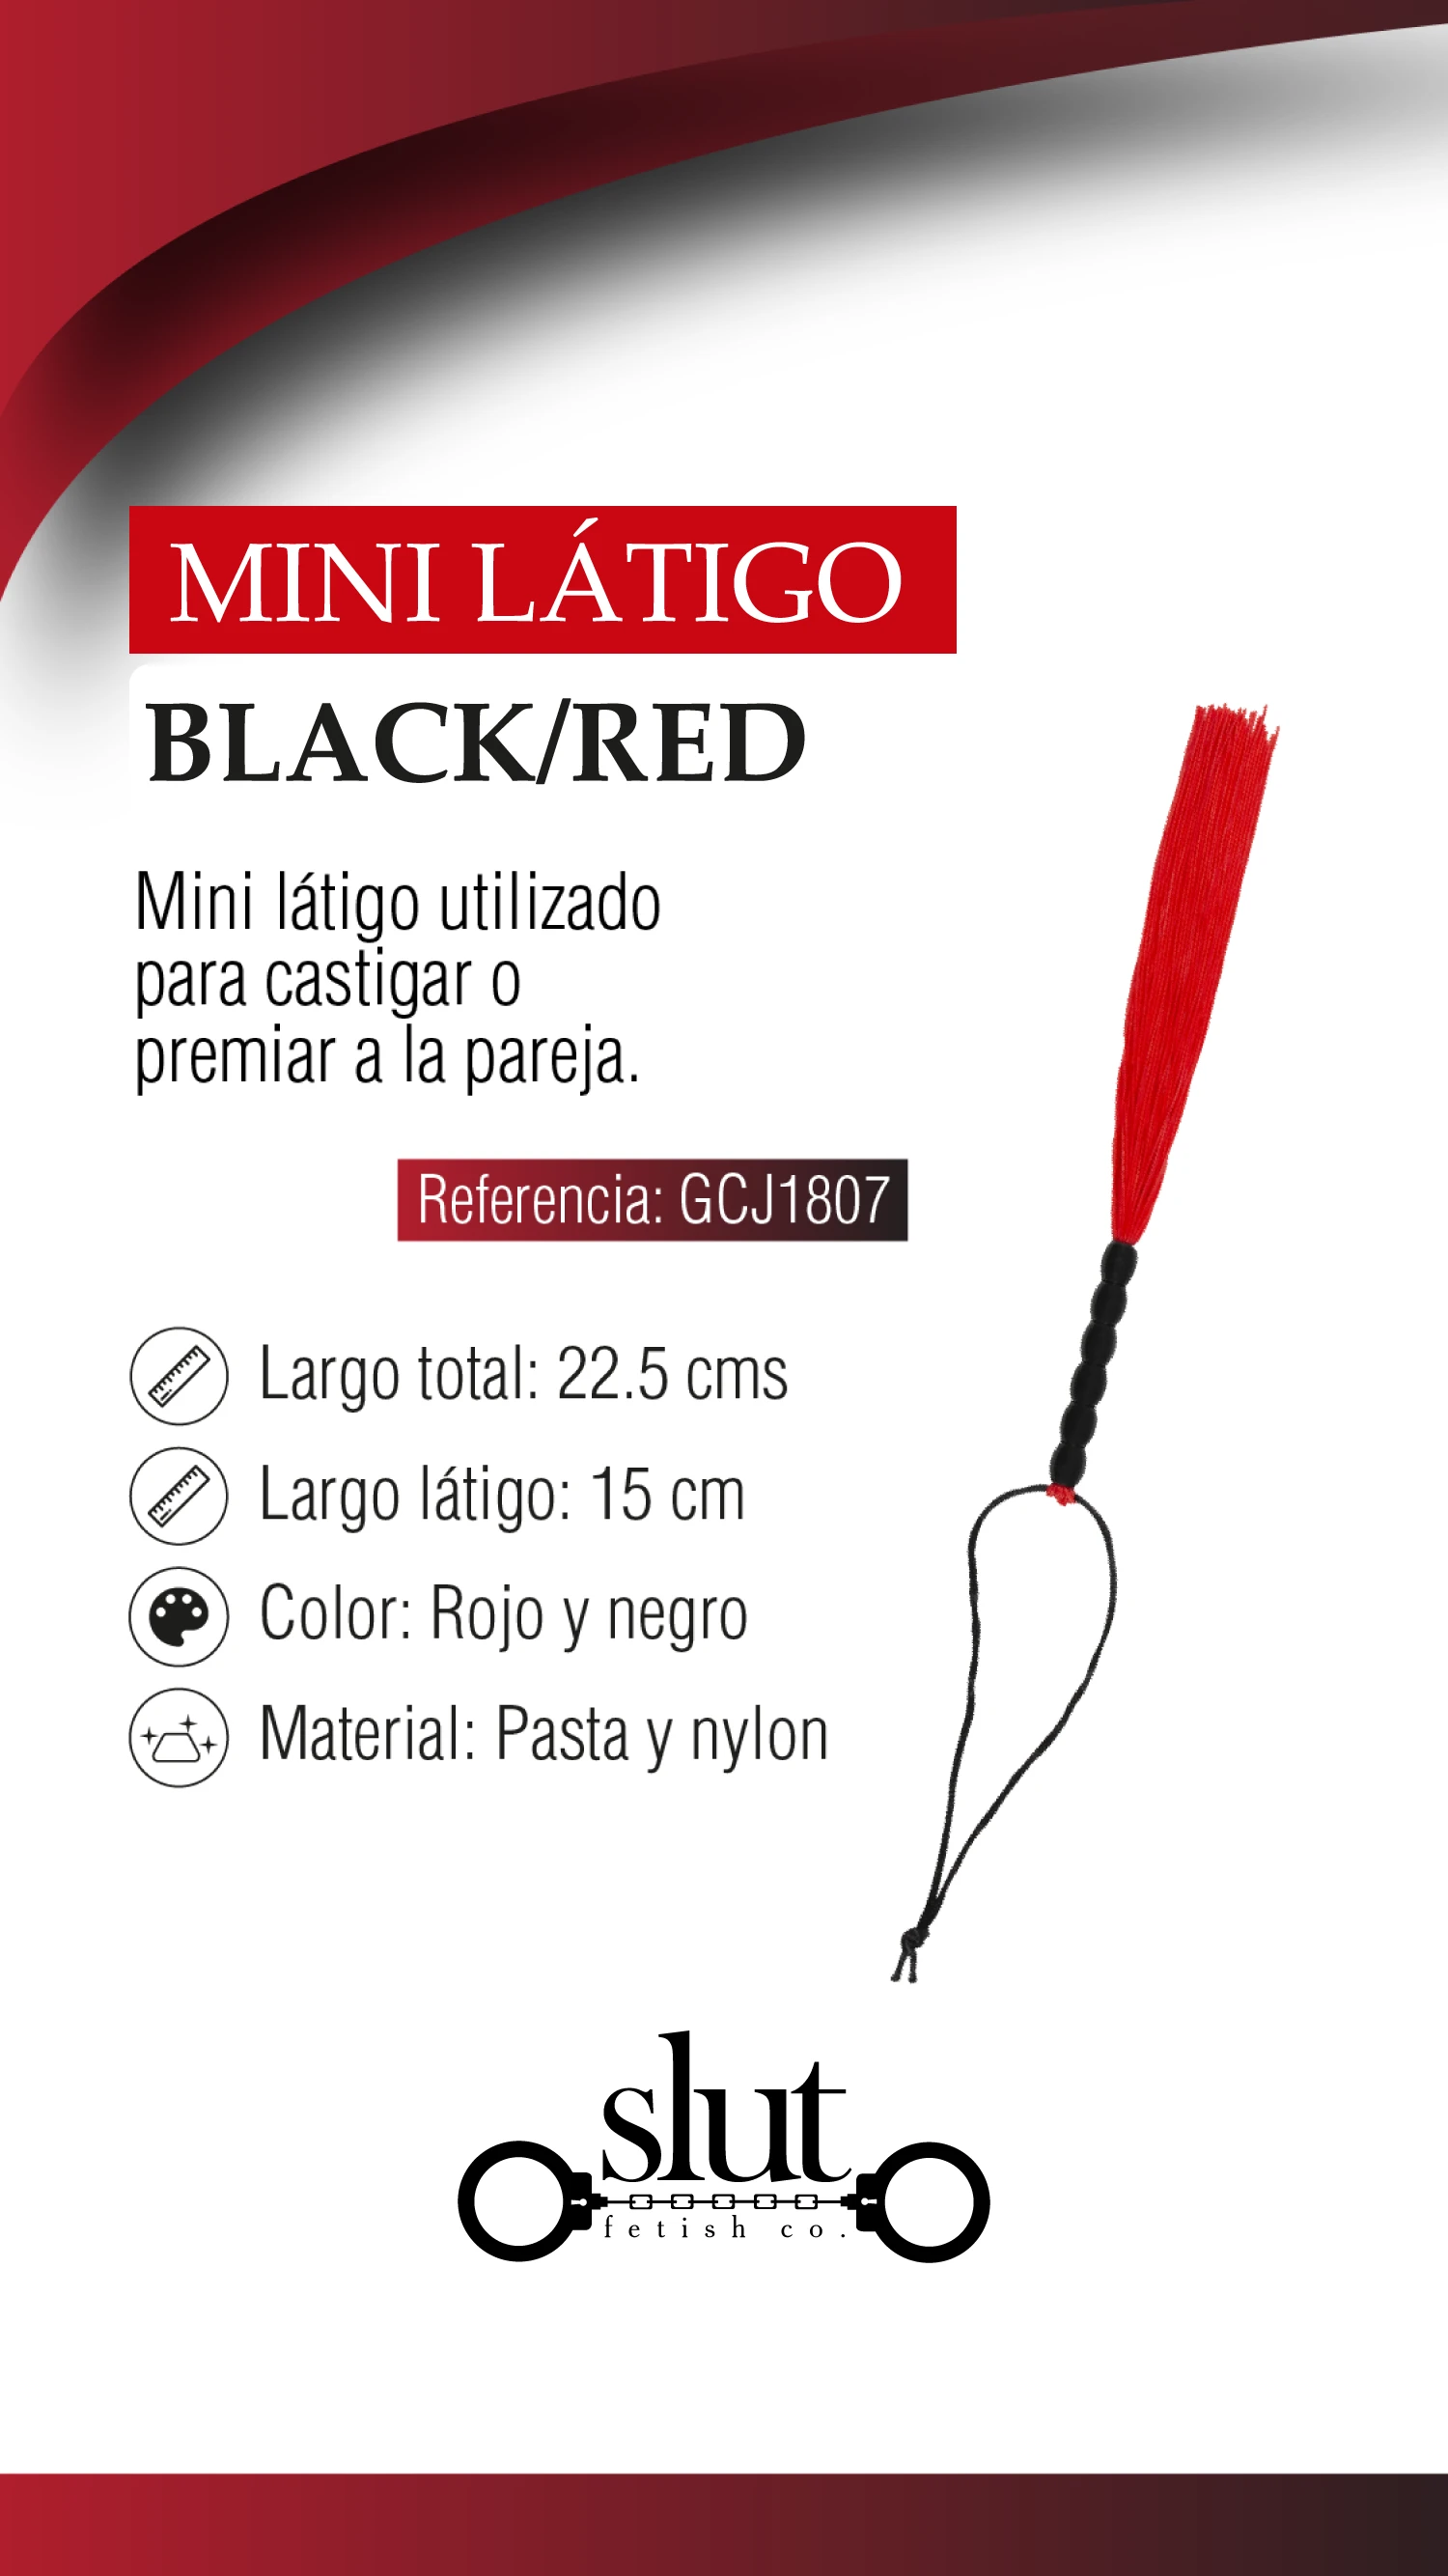 MINI LÁTIGO
BLACK/RED
Mini látigo utilizado
para castigar o
premiar a la pareja.
Referencia: GCJ1807
Largo total: 22.5 cms
Largo látigo: 15 cm
Color: Rojo y negro
Material: Pasta y nylon
slut
fetish co.